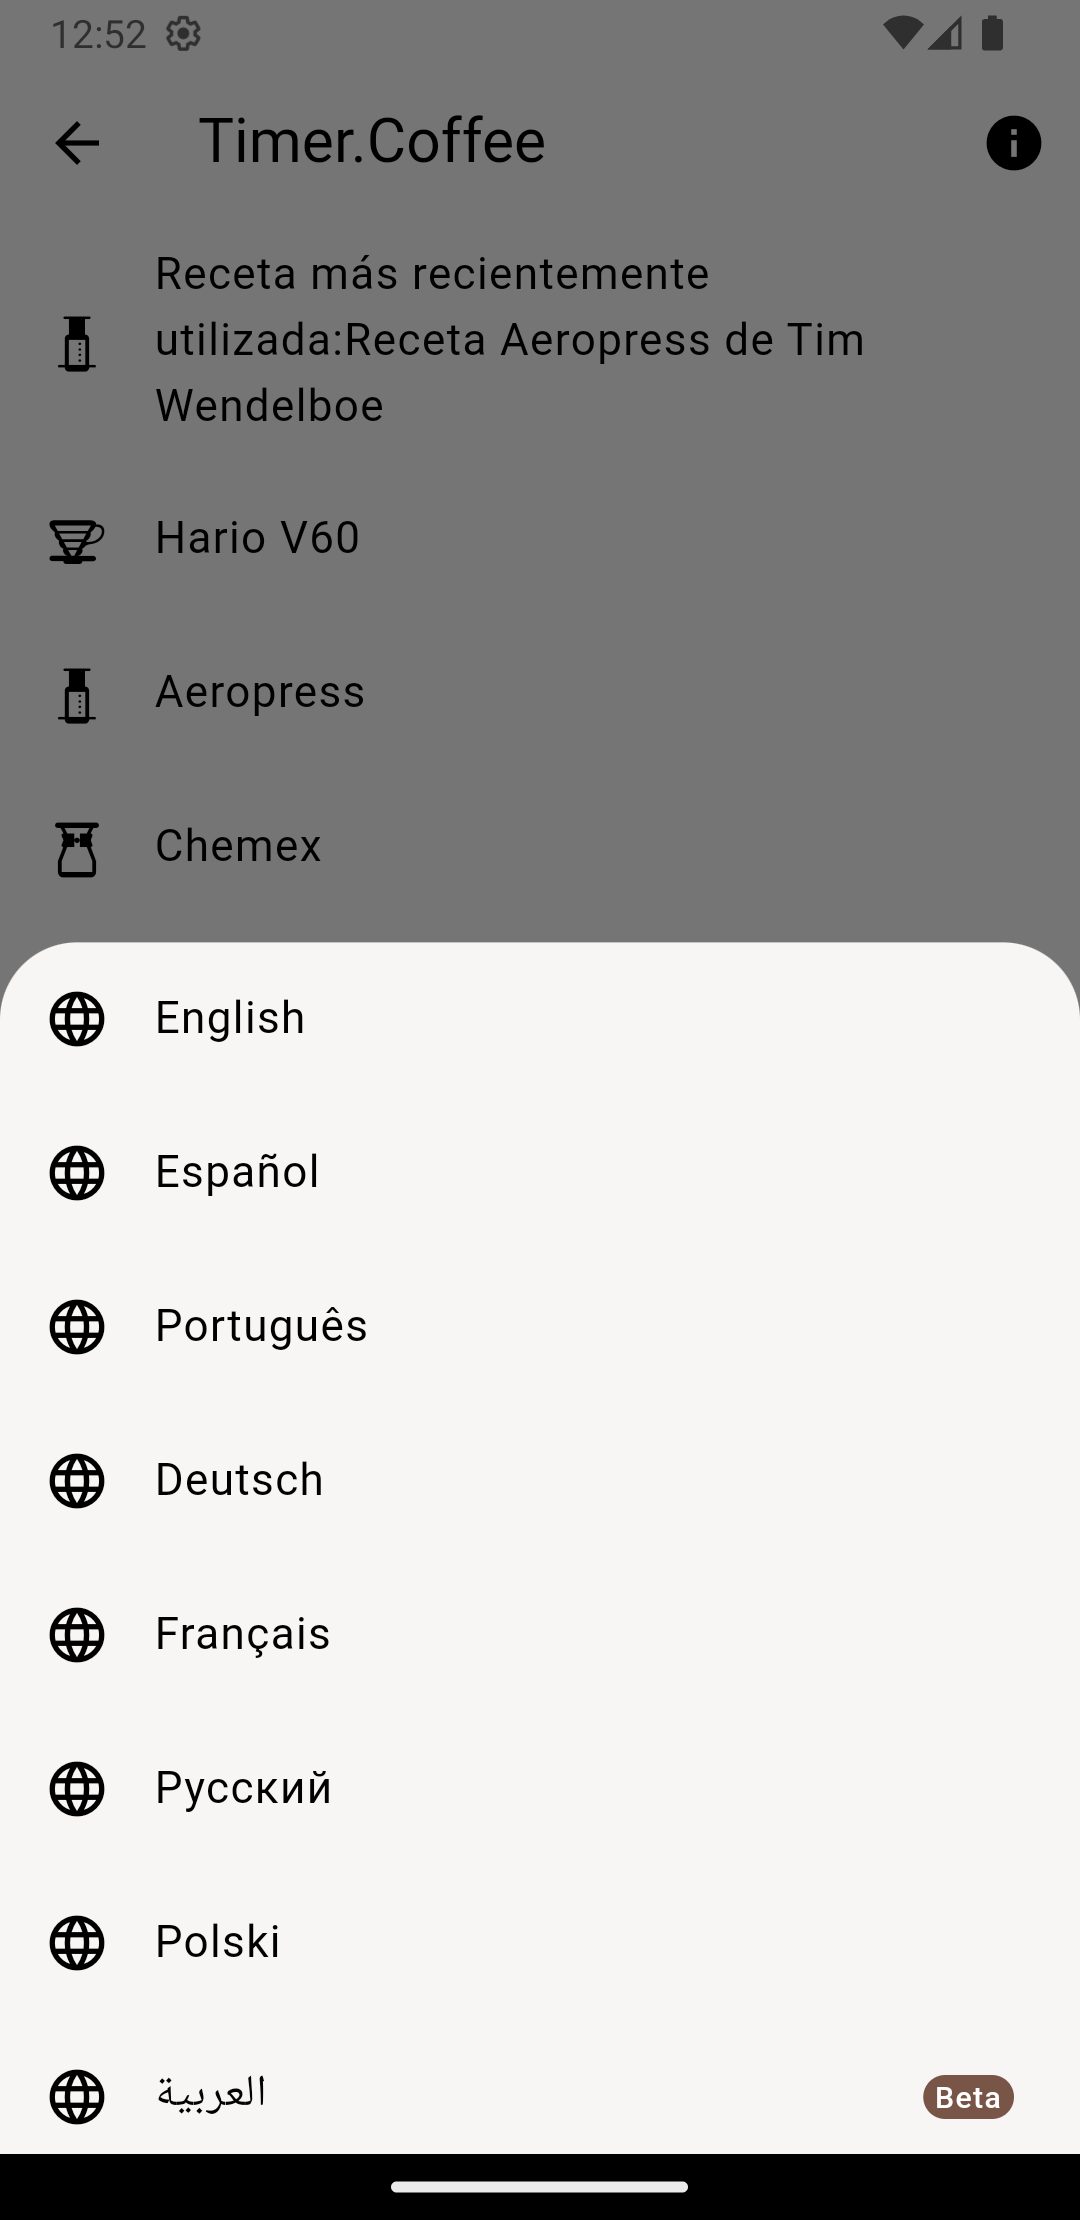 12:52
Timer.Coffee
Receta más recientemente
utilizada:Receta Aeropress de Tim
Wendelboe
Hario V60
Aeropress
Chemex
English
Español
Português
Deutsch
Français
Русский
Polski
العربية
Beta